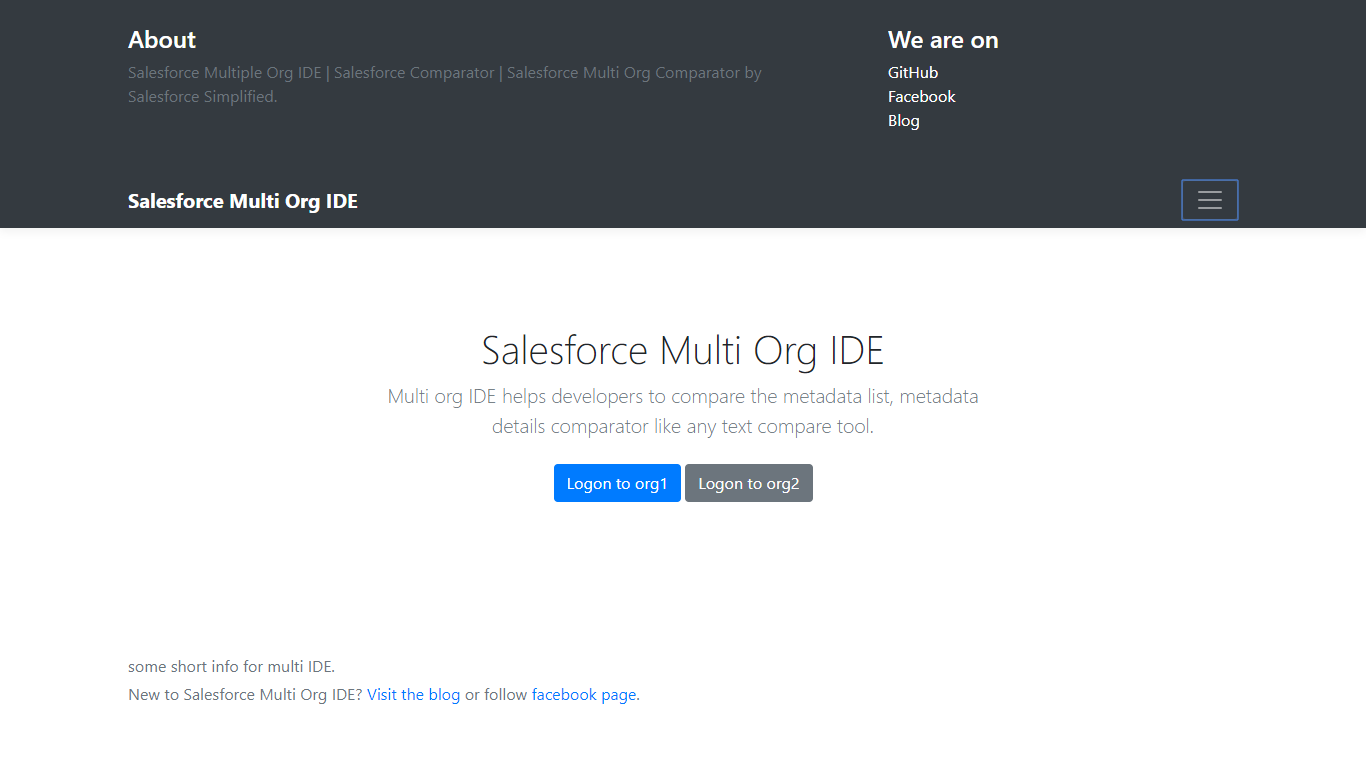 About
Salesforce Multiple Org IDE | Salesforce Comparator | Salesforce Multi Org Comparator by
Salesforce Simplified.
We are on
GitHub
Facebook
Blog
Salesforce Multi Org IDE
Salesforce Multi Org IDE
Multi org IDE helps developers to compare the metadata list, metadata
details comparator like any text compare tool.
Logon to org1
Logon to org2
some short info for multi IDE.
New to Salesforce Multi Org IDE? Visit the blog or follow facebook page.